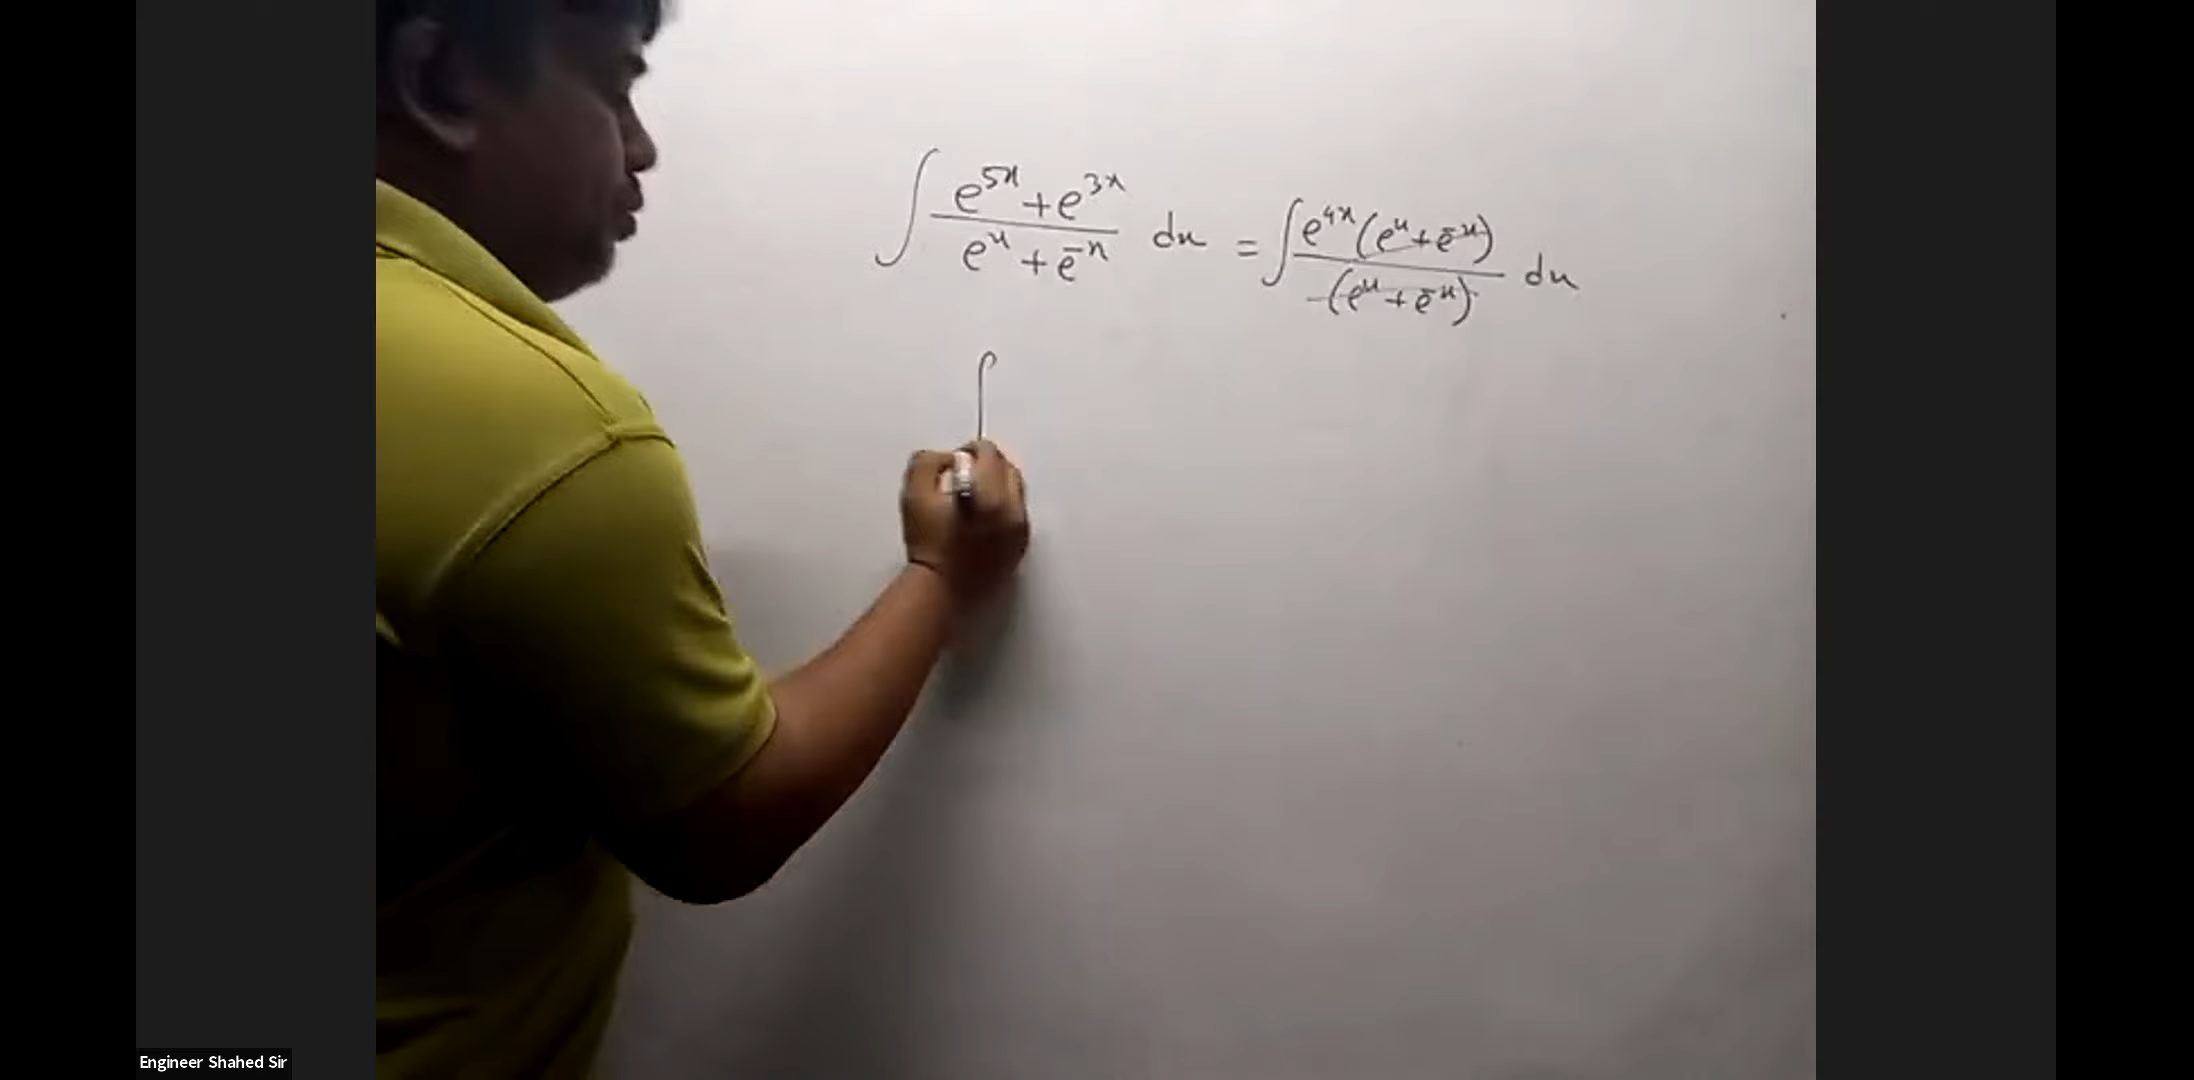 ∫ (e^{5x} + e^{3x}) / (e^x + e^{-x}) dx = ∫ e^{4x}(e^x + e^{-x}) / (e^x + e^{-x}) dx
∫
Engineer Shahed Sir